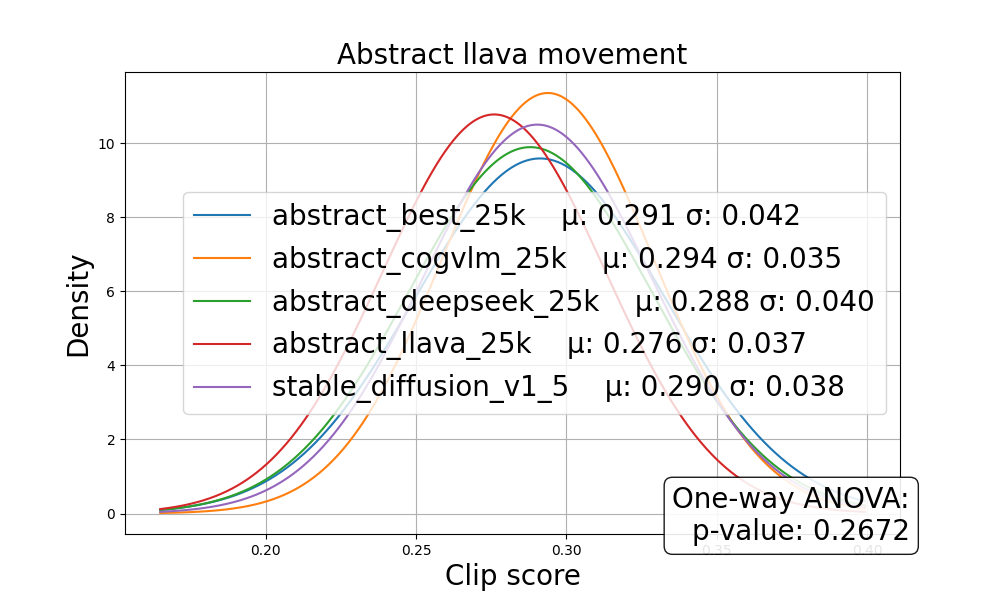 Abstract llava movement
Density
10
8
6
4
2
0
abstract_best_25k μ: 0.291 σ: 0.042
abstract_cogvlm_25k μ: 0.294 σ: 0.035
abstract_deepseek_25k μ: 0.288 σ: 0.040
abstract_llava_25k μ: 0.276 σ: 0.037
stable_diffusion_v1_5 μ: 0.290 σ: 0.038
One-way ANOVA:
p-value: 0.2672
0.20 0.25 0.30 0.35 0.40
Clip score